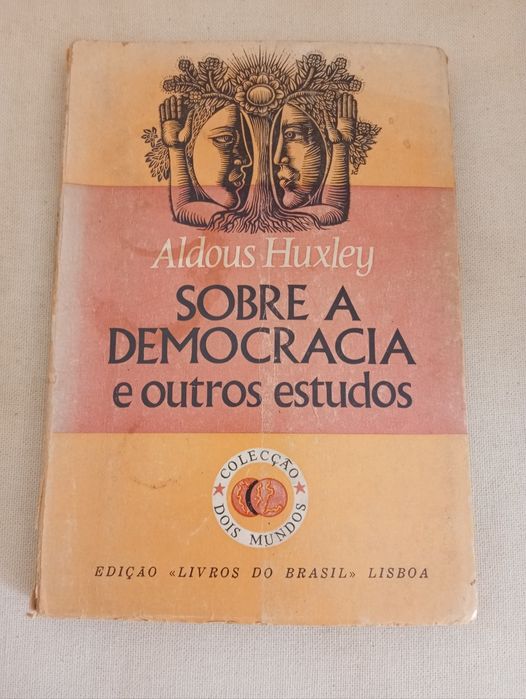 Aldous Huxley
SOBRE A
DEMOCRACIA
e outros estudos
COLECÇÃO
DOIS MUNDOS
EDIÇÃO «LIVROS DO BRASIL» LISBOA